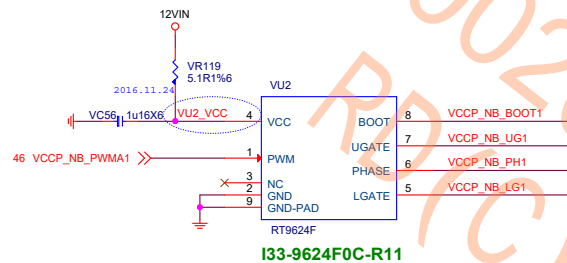 12VIN
VR119
5.1R1%6
2016.11.24
VU2
VC56 1u16X6 VU2_VCC 4 VCC BOOT 8 VCCP_NB_BOOT1
UGATE 7 VCCP_NB_UG1
46 VCCP_NB_PWMA1 1 PWM PHASE 6 VCCP_NB_PH1
3 NC
2 GND LGATE 5 VCCP_NB_LG1
9 GND-PAD
RT9624F
I33-9624F0C-R11
RD(C